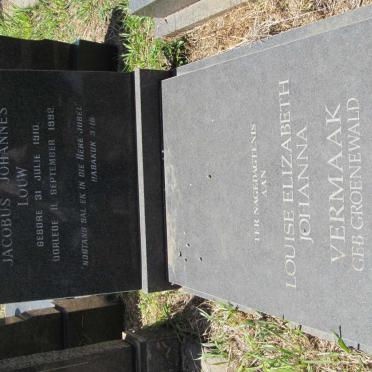 JACOBUS JOHANNES
LOUW
GEBORE 31 JULIE 1910
OORLEDE 11 SEPTEMBER 1992
NOGTANS SAL EK IN DIE HERE JUBEL
HABAKUK 3:18
TER NAGEDAGTENIS
AAN
LOUISE ELIZABETH
JOHANNA
VERMAAK
GEB. GROENEWALD